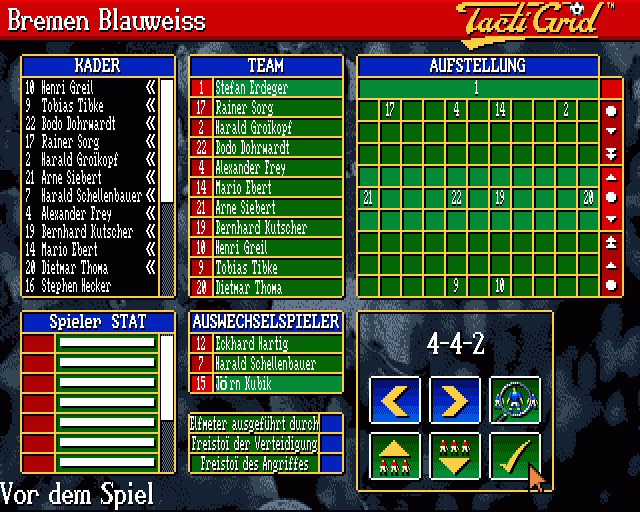 Bremen Blauweiss
Tacti Grid ™
KADER
10 Henri Greil «
9 Tobias Tibke «
22 Bodo Dohrwardt «
17 Rainer Sorg «
2 Harald Groikopf «
21 Arne Siebert «
7 Harald Schellenbauer «
4 Alexander Frey «
19 Bernhard Kutscher «
14 Mario Ebert «
20 Dietmar Thoma «
16 Stephen Hecker
TEAM
1 Stefan Erdeger
17 Rainer Sorg
2 Harald Groikopf
22 Bodo Dohrwardt
4 Alexander Frey
14 Mario Ebert
21 Arne Siebert
19 Bernhard Kutscher
10 Henri Greil
9 Tobias Tibke
20 Dietmar Thoma
AUFSTELLUNG
1
17 4 14 2
21 22 19 20
9 10
Spieler STAT
AUSWECHSELSPIELER
12 Eckhard Hartig
7 Harald Schellenbauer
15 Jörn Kubik
Elfmeter ausgeführt durch
Freistoi der Verteidigung
Freistoi des Angriffes
4-4-2
Vor dem Spiel